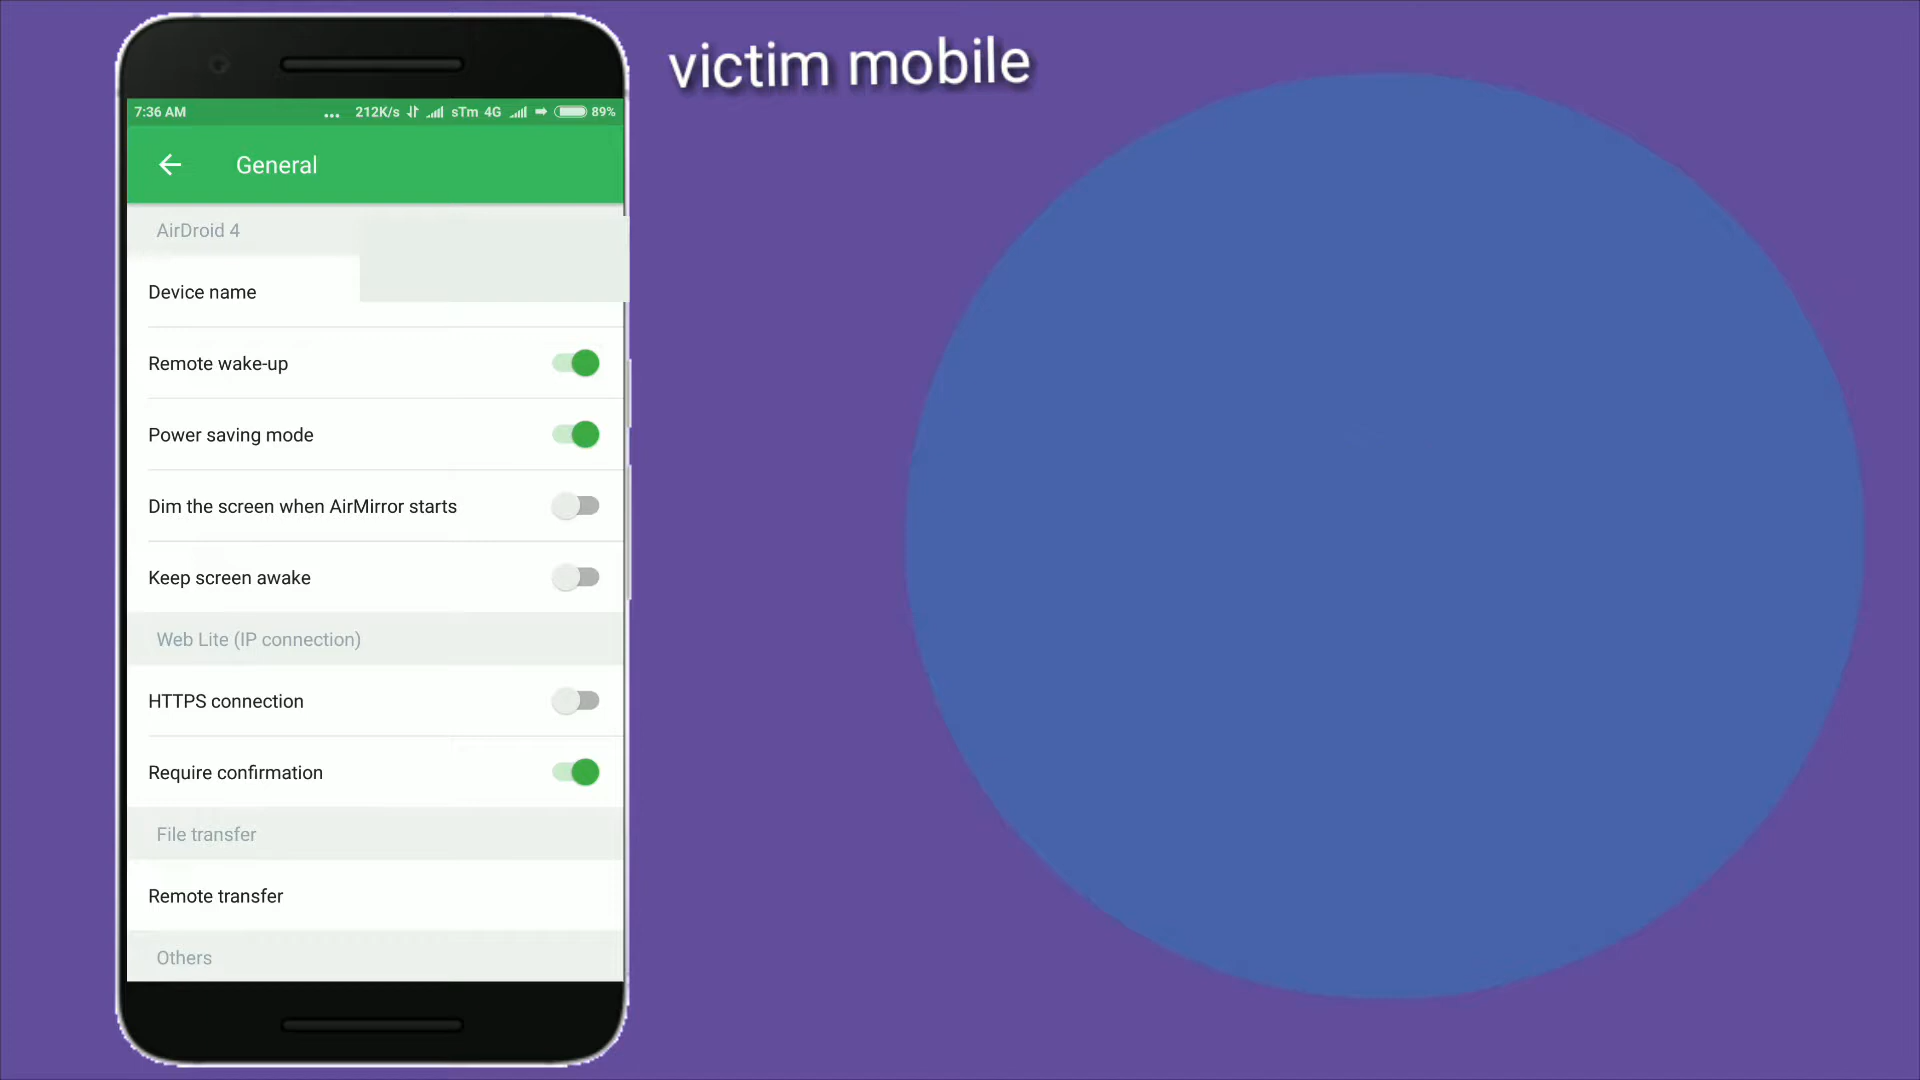 victim mobile
7:36 AM ... 212K/s sTm 4G 89%
General
AirDroid 4
Device name
Remote wake-up
Power saving mode
Dim the screen when AirMirror starts
Keep screen awake
Web Lite (IP connection)
HTTPS connection
Require confirmation
File transfer
Remote transfer
Others